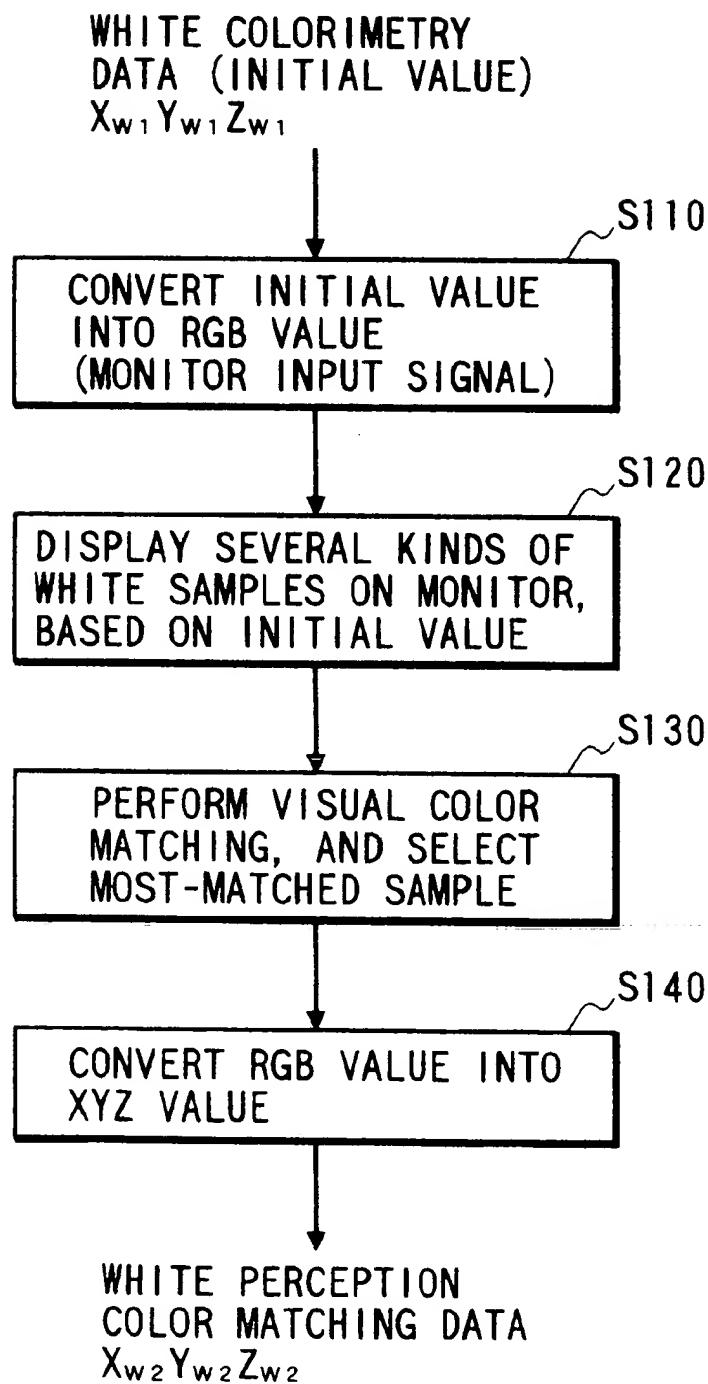 WHITE COLORIMETRY
DATA (INITIAL VALUE)
Xw1Yw1Zw1
S110
CONVERT INITIAL VALUE
INTO RGB VALUE
(MONITOR INPUT SIGNAL)
S120
DISPLAY SEVERAL KINDS OF
WHITE SAMPLES ON MONITOR,
BASED ON INITIAL VALUE
S130
PERFORM VISUAL COLOR
MATCHING, AND SELECT
MOST-MATCHED SAMPLE
S140
CONVERT RGB VALUE INTO
XYZ VALUE
WHITE PERCEPTION
COLOR MATCHING DATA
Xw2Yw2Zw2